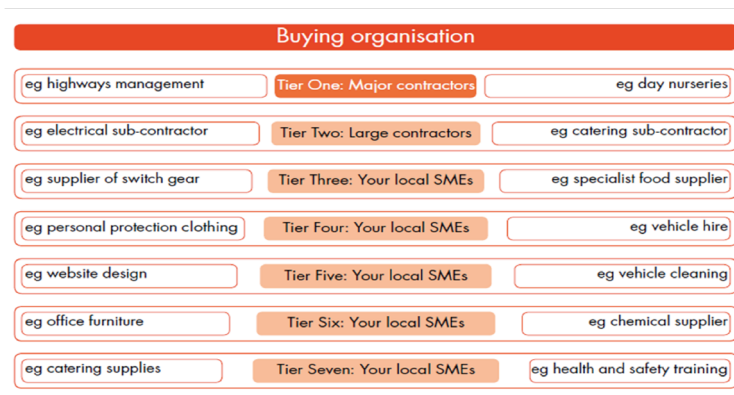 Buying organisation
eg highways management Tier One: Major contractors eg day nurseries
eg electrical sub-contractor Tier Two: Large contractors eg catering sub-contractor
eg supplier of switch gear Tier Three: Your local SMEs eg specialist food supplier
eg personal protection clothing Tier Four: Your local SMEs eg vehicle hire
eg website design Tier Five: Your local SMEs eg vehicle cleaning
eg office furniture Tier Six: Your local SMEs eg chemical supplier
eg catering supplies Tier Seven: Your local SMEs eg health and safety training